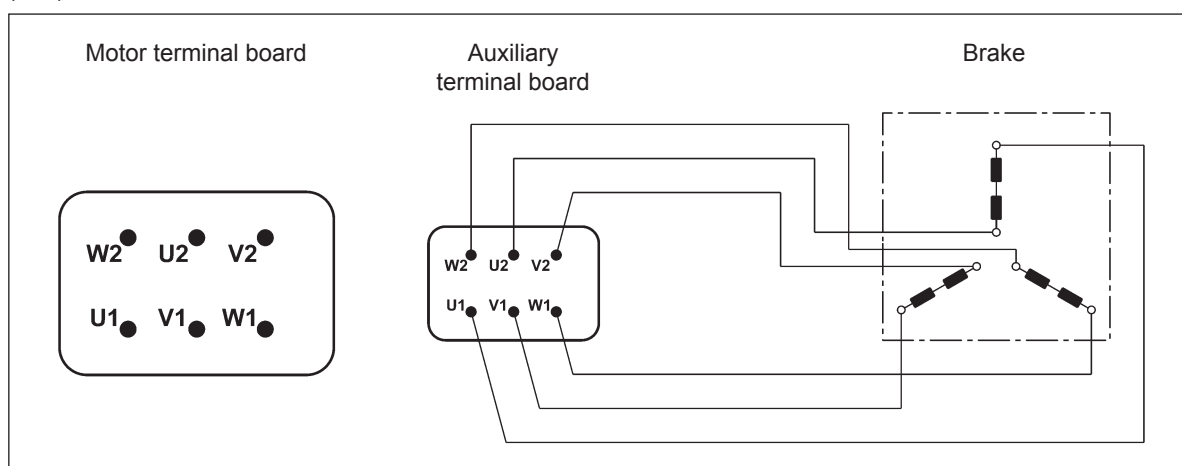 Motor terminal board
Auxiliary
terminal board
Brake
W2 U2 V2
U1 V1 W1
W2 U2 V2
U1 V1 W1